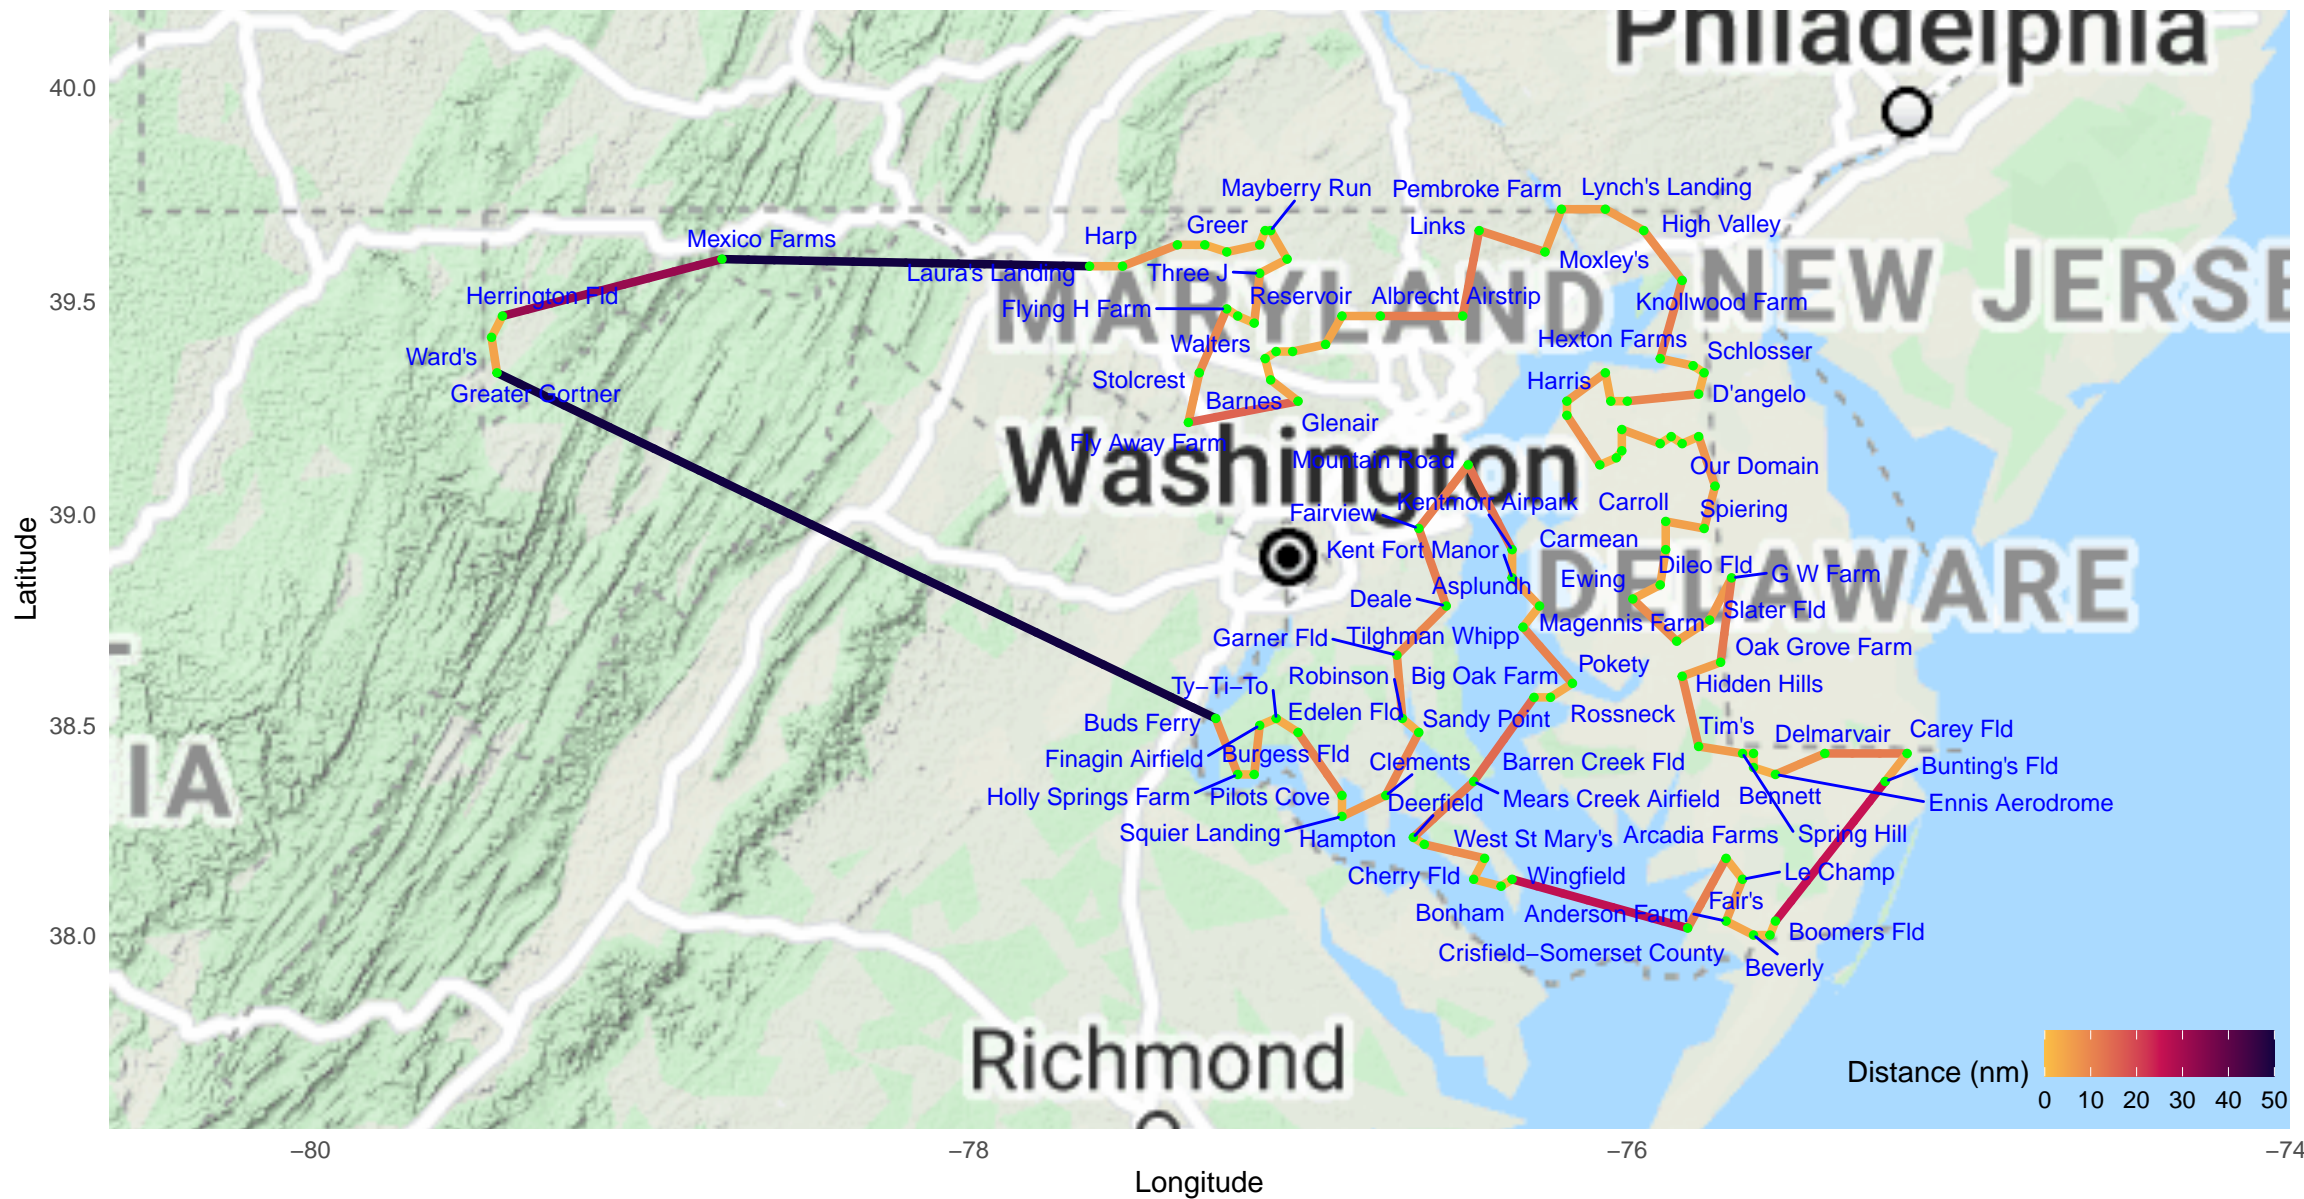 Philadelphia
40.0
Mayberry Run
Pembroke Farm
Lynch's Landing
Harp
Greer
Links
High Valley
Mexico Farms
Laura's Landing
Three J
Moxley's
MARYLAND
NEW JERSE
39.5
Herrington Fld
Flying H Farm
Reservoir
Albrecht Airstrip
Knollwood Farm
Ward's
Walters
Hexton Farms
Schlosser
Greater Gortner
Stolcrest
Barnes
Harris
D'angelo
Fly Away Farm
Glenair
Washington
Mountain Road
Our Domain
39.0
Fairview
Kentmorr Airpark
Carroll
Spiering
Kent Fort Manor
Carmean
DELAWARE
Asplundh
Ewing
Dileo Fld
G W Farm
Deale
Magennis Farm
Slater Fld
Garner Fld
Tilghman Whipp
Oak Grove Farm
Ty−Ti−To
Robinson
Big Oak Farm
Pokety
Hidden Hills
38.5
Buds Ferry
Edelen Fld
Sandy Point
Rossneck
Tim's
Delmarvair
Carey Fld
Finagin Airfield
Burgess Fld
Clements
Barren Creek Fld
Bunting's Fld
IA
Holly Springs Farm
Pilots Cove
Deerfield
Mears Creek Airfield
Bennett
Ennis Aerodrome
Squier Landing
Hampton
West St Mary's
Arcadia Farms
Spring Hill
Cherry Fld
Wingfield
Le Champ
38.0
Bonham
Anderson Farm
Fair's
Boomers Fld
Crisfield−Somerset County
Beverly
Richmond
Distance (nm)
0 10 20 30 40 50
−80 −78 −76 −74
Longitude
Latitude